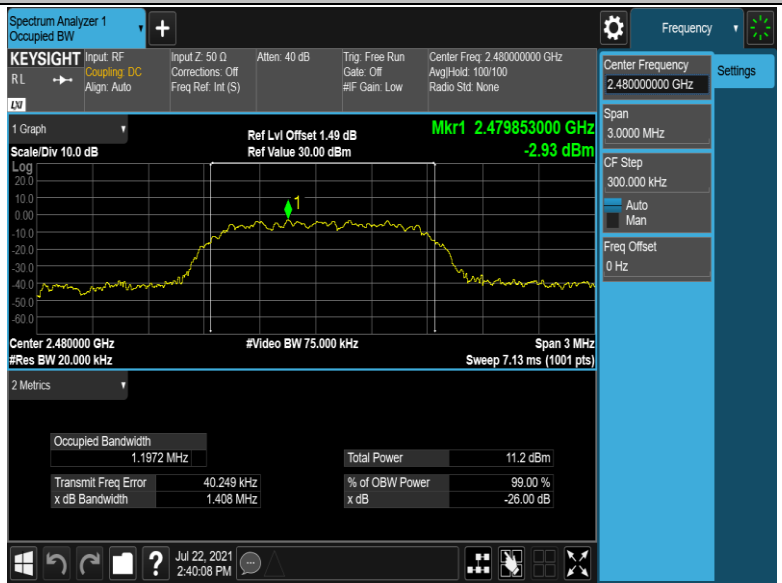 Spectrum Analyzer 1
Occupied BW
+
Frequency
KEYSIGHT
RL
LXI
Input: RF
Coupling: DC
Align: Auto
Input Z: 50 Ω
Corrections: Off
Freq Ref: Int (S)
Atten: 40 dB
Trig: Free Run
Gate: Off
#IF Gain: Low
Center Freq: 2.480000000 GHz
Avg|Hold: 100/100
Radio Std: None
Center Frequency
2.480000000 GHz
Settings
Span
3.0000 MHz
CF Step
300.000 kHz
Auto
Man
Freq Offset
0 Hz
1 Graph
Scale/Div 10.0 dB
Ref Lvl Offset 1.49 dB
Ref Value 30.00 dBm
Mkr1 2.479853000 GHz
-2.93 dBm
Log
20.0
10.0
0.00
-10.0
-20.0
-30.0
-40.0
-50.0
-60.0
1
Center 2.480000 GHz
#Res BW 20.000 kHz
#Video BW 75.000 kHz
Span 3 MHz
Sweep 7.13 ms (1001 pts)
2 Metrics
Occupied Bandwidth
1.1972 MHz
Total Power 11.2 dBm
Transmit Freq Error 40.249 kHz
% of OBW Power 99.00 %
x dB Bandwidth 1.408 MHz
x dB -26.00 dB
?
Jul 22, 2021
2:40:08 PM